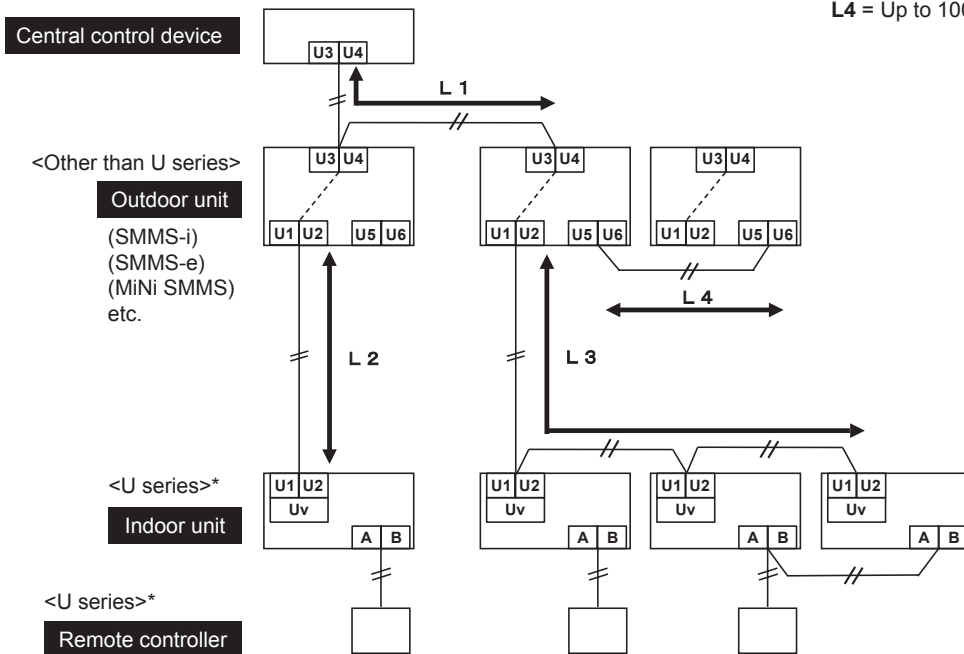 L4 = Up to 100
Central control device
U3 U4
L 1
<Other than U series>
U3 U4
U3 U4
U3 U4
Outdoor unit
U1 U2
U5 U6
U1 U2
U5 U6
U1 U2
U5 U6
(SMMS-i)
(SMMS-e)
(MiNi SMMS)
etc.
L 4
L 2
L 3
<U series>*
U1 U2
U1 U2
U1 U2
U1 U2
Uv
Uv
Uv
Uv
Indoor unit
A B
A B
A B
A B
<U series>*
Remote controller